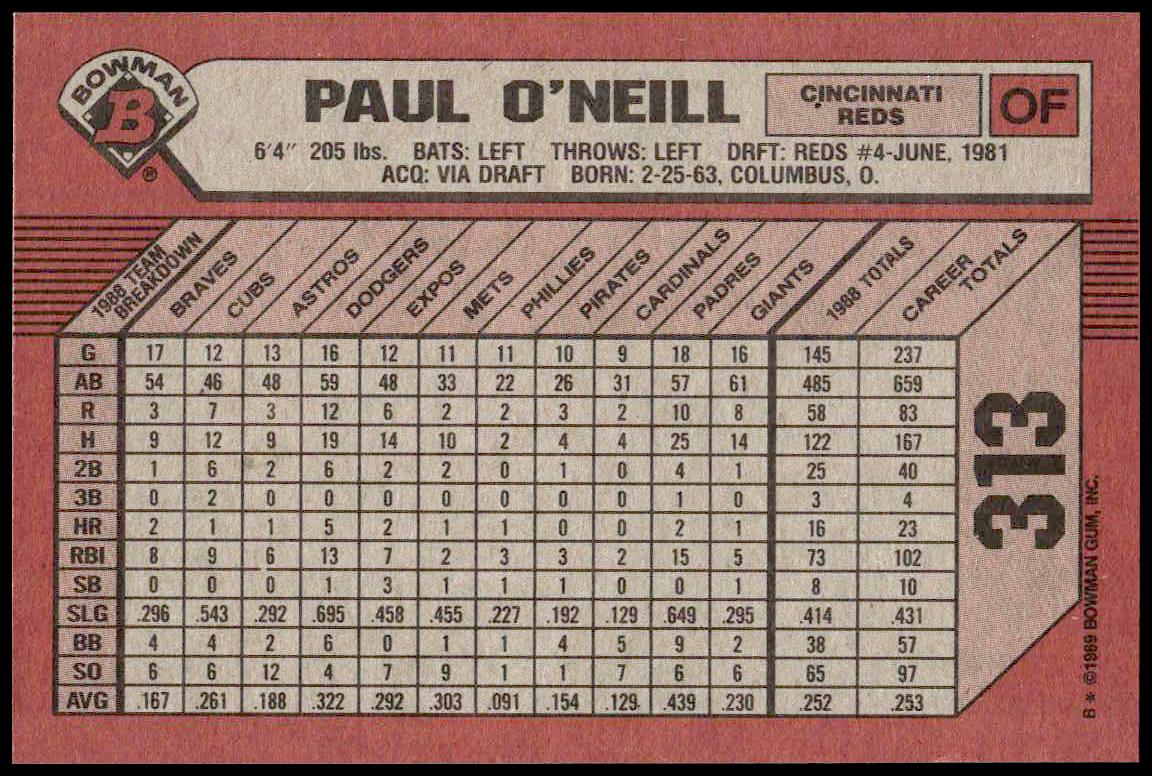 BOWMAN
B
®
PAUL O'NEILL
CINCINNATI
REDS
OF
6'4" 205 lbs. BATS: LEFT THROWS: LEFT DRFT: REDS #4-JUNE, 1981
ACQ: VIA DRAFT BORN: 2-25-63, COLUMBUS, O.
1988 TEAM BREAKDOWN BRAVES CUBS ASTROS DODGERS EXPOS METS PHILLIES PIRATES CARDINALS PADRES GIANTS 1988 TOTALS CAREER TOTALS
G 17 12 13 16 12 11 11 10 9 18 16 145 237
AB 54 46 48 59 48 33 22 26 31 57 61 485 659
R 3 7 3 12 6 2 2 3 2 10 8 58 83
H 9 12 9 19 14 10 2 4 4 25 14 122 167
2B 1 6 2 6 2 2 0 1 0 4 1 25 40
3B 0 2 0 0 0 0 0 0 0 1 0 3 4
HR 2 1 1 5 2 1 1 0 0 2 1 16 23
RBI 8 9 6 13 7 2 3 3 2 15 5 73 102
SB 0 0 0 1 3 1 1 1 0 0 1 8 10
SLG .296 .543 .292 .695 .458 .455 .227 .192 .129 .649 .295 .414 .431
BB 4 4 2 6 0 1 1 4 5 9 2 38 57
SO 6 6 12 4 7 9 1 1 7 6 6 65 97
AVG .167 .261 .188 .322 .292 .303 .091 .154 .129 .439 .230 .252 .253
313
B * ©1989 BOWMAN GUM, INC.